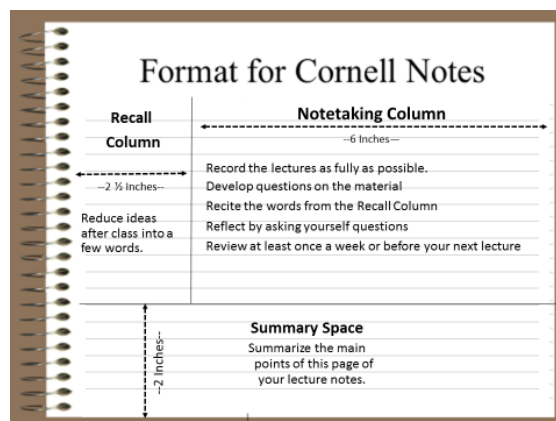 Format for Cornell Notes
Recall
Column
--2 ½ Inches--
Reduce ideas
after class into a
few words.
Notetaking Column
--6 Inches—
Record the lectures as fully as possible.
Develop questions on the material
Recite the words from the Recall Column
Reflect by asking yourself questions
Review at least once a week or before your next lecture
--2 Inches--
Summary Space
Summarize the main
points of this page of
your lecture notes.